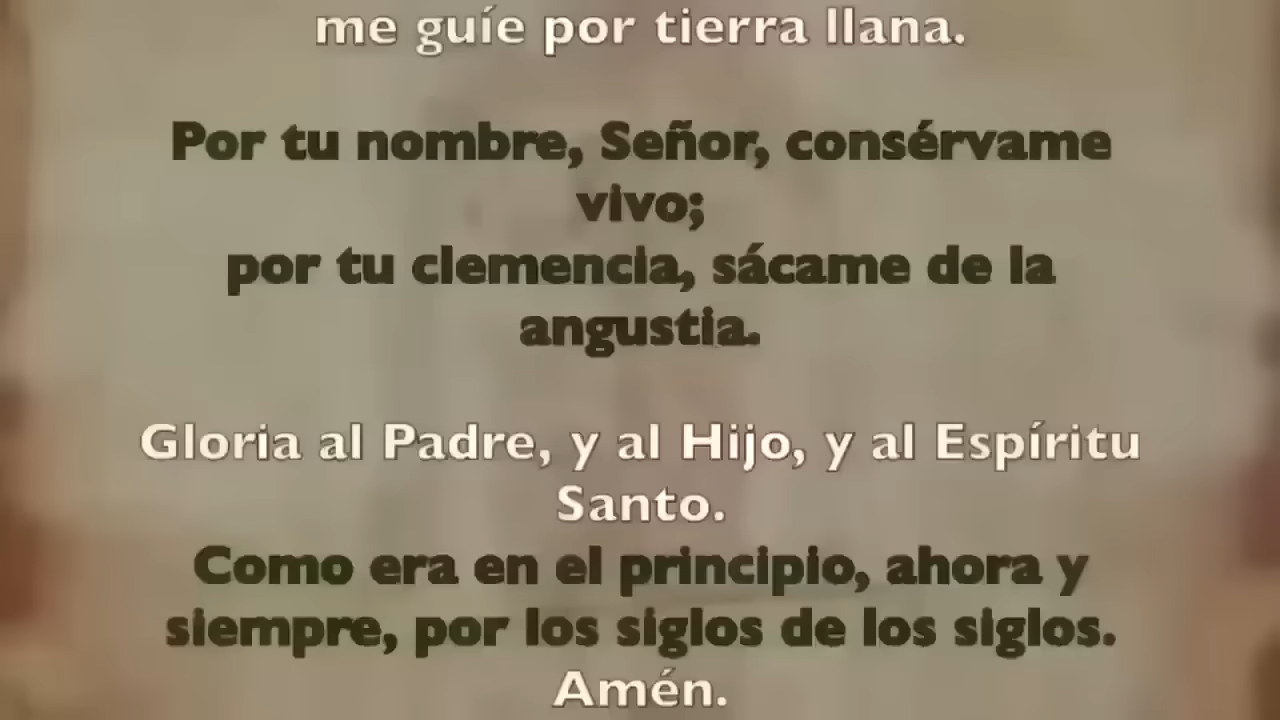 me guíe por tierra llana.
Por tu nombre, Señor, consérvame
vivo;
por tu clemencia, sácame de la
angustia.
Gloria al Padre, y al Hijo, y al Espíritu
Santo.
Como era en el principio, ahora y
siempre, por los siglos de los siglos.
Amén.